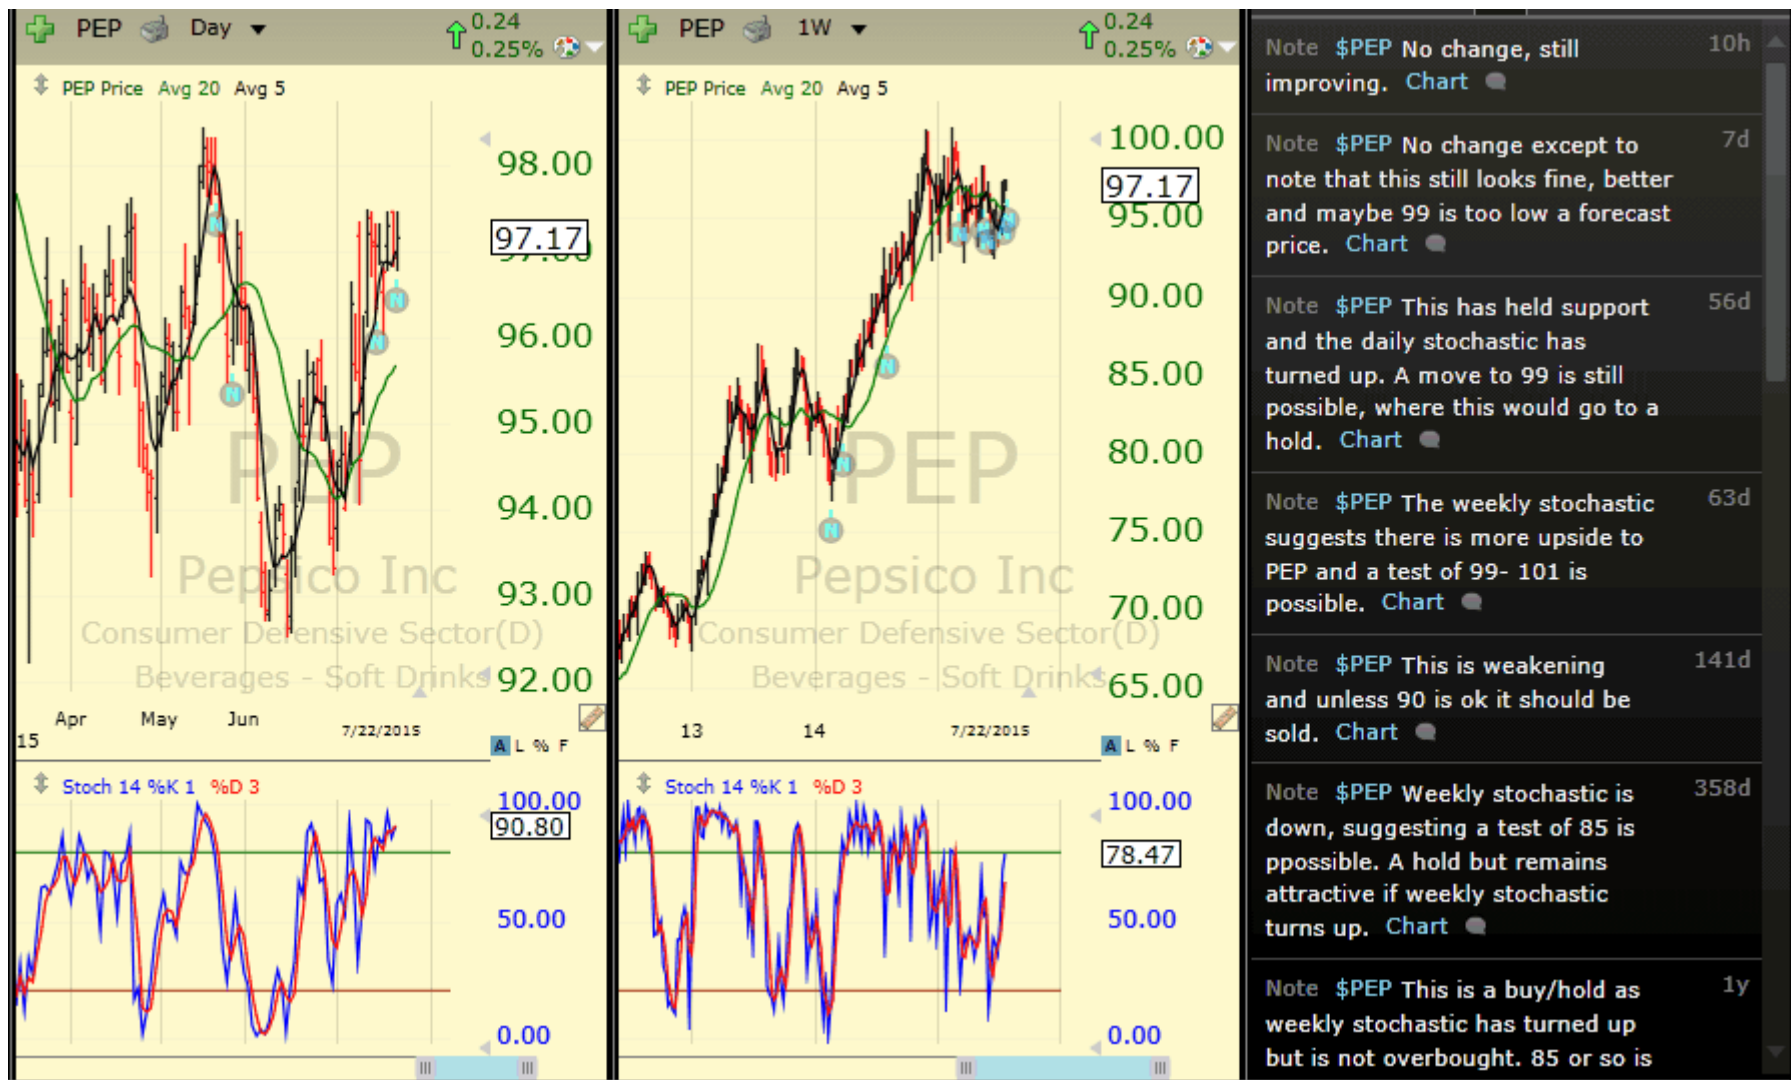 PEP Day 0.24
0.25%
PEP Price Avg 20 Avg 5
98.00
97.17
97.00
96.00
95.00
94.00
93.00
92.00
PEP
Pepsico Inc
Consumer Defensive Sector(D)
Beverages - Soft Drinks
15 Apr May Jun 7/22/2015
A L % F
Stoch 14 %K 1 %D 3
100.00
90.80
50.00
0.00
PEP 1W 0.24
0.25%
PEP Price Avg 20 Avg 5
100.00
97.17
95.00
90.00
85.00
80.00
75.00
70.00
65.00
PEP
Pepsico Inc
Consumer Defensive Sector(D)
Beverages - Soft Drinks
13 14 7/22/2015
A L % F
Stoch 14 %K 1 %D 3
100.00
78.47
50.00
0.00
Note $PEP No change, still 10h
improving. Chart
Note $PEP No change except to 7d
note that this still looks fine, better
and maybe 99 is too low a forecast
price. Chart
Note $PEP This has held support 56d
and the daily stochastic has
turned up. A move to 99 is still
possible, where this would go to a
hold. Chart
Note $PEP The weekly stochastic 63d
suggests there is more upside to
PEP and a test of 99- 101 is
possible. Chart
Note $PEP This is weakening 141d
and unless 90 is ok it should be
sold. Chart
Note $PEP Weekly stochastic is 358d
down, suggesting a test of 85 is
ppossible. A hold but remains
attractive if weekly stochastic
turns up. Chart
Note $PEP This is a buy/hold as 1y
weekly stochastic has turned up
but is not overbought. 85 or so is